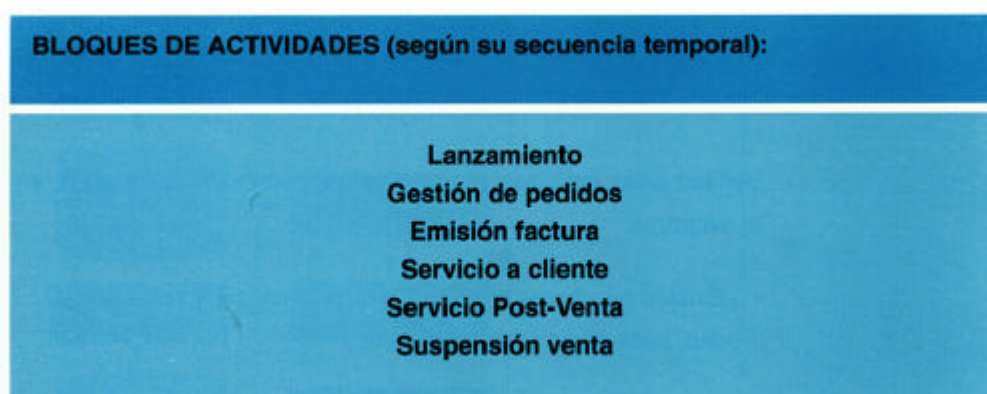 BLOQUES DE ACTIVIDADES (según su secuencia temporal):
Lanzamiento
Gestión de pedidos
Emisión factura
Servicio a cliente
Servicio Post-Venta
Suspensión venta